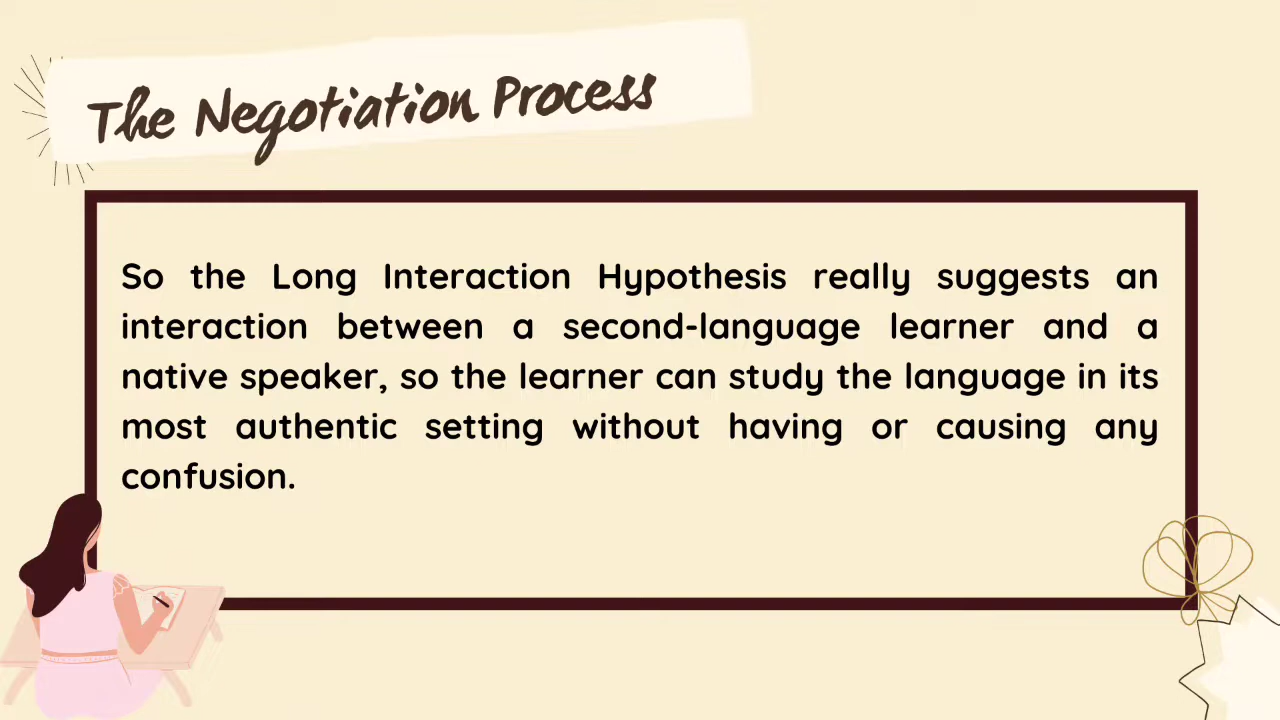 The Negotiation Process
So the Long Interaction Hypothesis really suggests an
interaction between a second-language learner and a
native speaker, so the learner can study the language in its
most authentic setting without having or causing any
confusion.